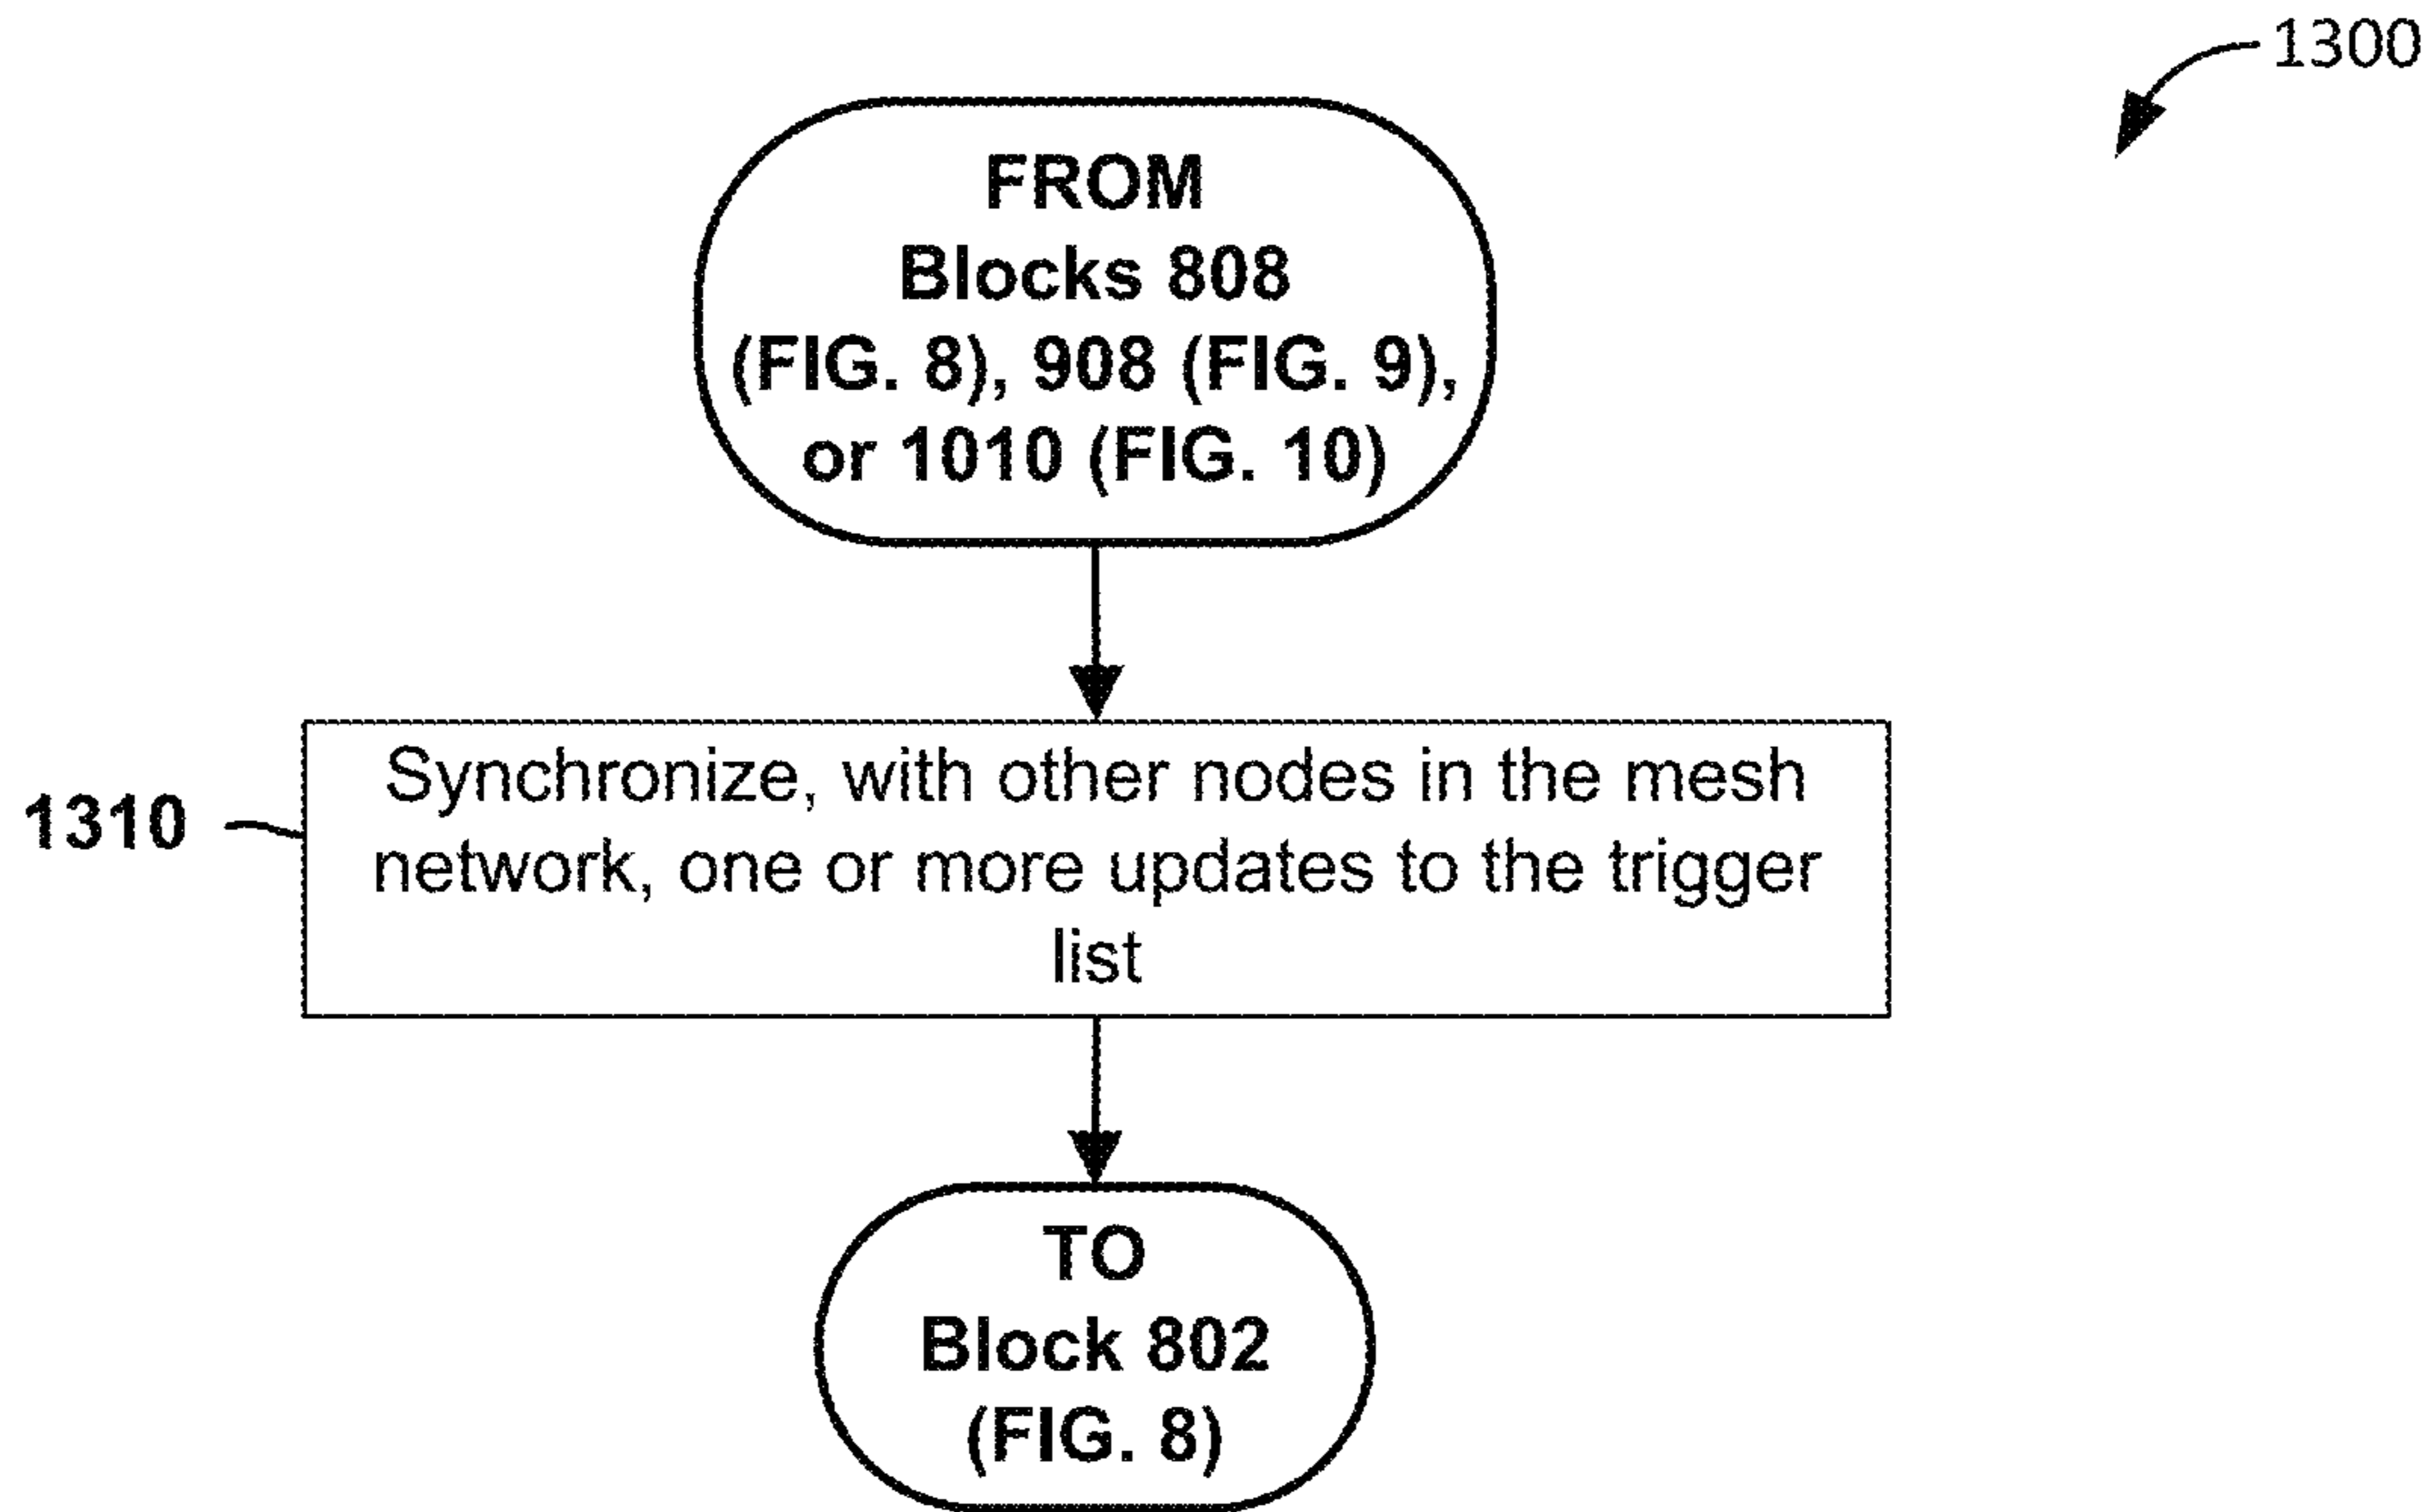 1300
FROM
Blocks 808
(FIG. 8), 908 (FIG. 9),
or 1010 (FIG. 10)
1310
Synchronize, with other nodes in the mesh
network, one or more updates to the trigger
list
TO
Block 802
(FIG. 8)